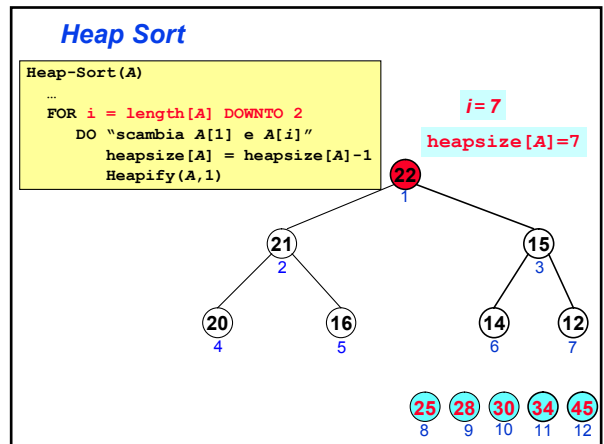 Heap Sort
Heap-Sort(A)
…
FOR i = length[A] DOWNTO 2
DO “scambia A[1] e A[i]”
heapsize[A] = heapsize[A]-1
Heapify(A,1)
i= 7
heapsize[A]=7
22
1
21
2
15
3
20
4
16
5
14
6
12
7
25 28 30 34 45
8 9 10 11 12